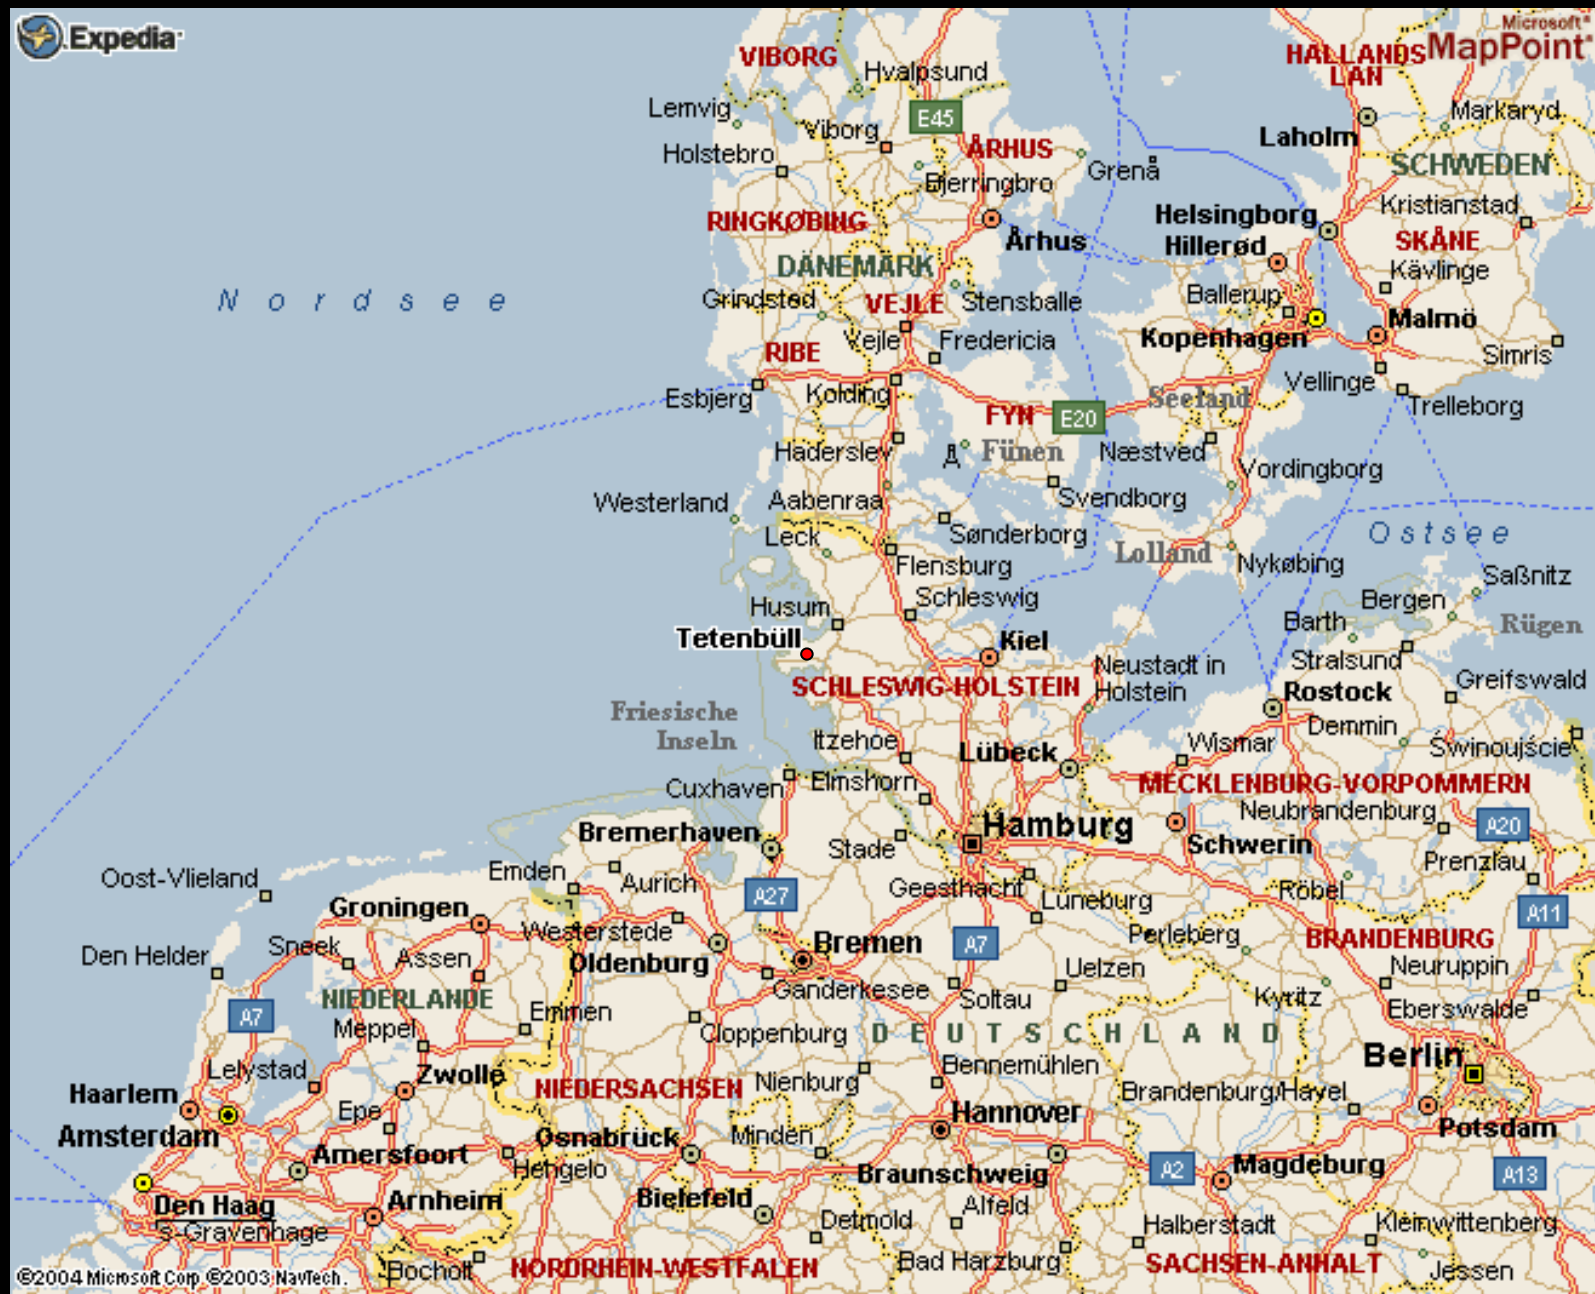 Expedia
Microsoft®
MapPoint®
VIBORG
HALLANDS
LAN
Hvalpsund
Lemvig
E45
Markaryd
Viborg
Laholm
Holstebro
ÅRHUS
Grenå
SCHWEDEN
Bjerringbro
Kristianstad
RINGKØBING
Helsingborg
Århus
Hillerød
SKÅNE
DÄNEMARK
Kävlinge
Nordsee
Grindsted
VEJLE
Stensballe
Ballerup
Malmö
Vejle
Fredericia
Kopenhagen
RIBE
Simris
Vellinge
Esbjerg
Kolding
Seeland
FYN
E20
Trelleborg
Haderslev
Fünen
Næstved
Vordingborg
Westerland
Aabenraa
Svendborg
Leck
Sønderborg
Ostsee
Lolland
Flensburg
Nykøbing
Saßnitz
Husum
Schleswig
Bergen
Barth
Rügen
Tetenbüll
Kiel
Neustadt in
Holstein
Stralsund
SCHLESWIG-HOLSTEIN
Rostock
Greifswald
Friesische
Inseln
Demmin
Itzehoe
Lübeck
Wismar
Świnoujście
Cuxhaven
Elmshorn
MECKLENBURG-VORPOMMERN
Neubrandenburg
Bremerhaven
Hamburg
A20
Stade
Schwerin
Prenzlau
Oost-Vlieland
Emden
Aurich
A27
Geesthacht
Lüneburg
Röbel
Groningen
A11
Westerstede
Bremen
A7
Perleberg
BRANDENBURG
Den Helder
Sneek
Assen
Oldenburg
Uelzen
Neuruppin
NIEDERLANDE
Ganderkesee
Soltau
Kyritz
Eberswalde
A7
Meppel
Emmen
Cloppenburg
DEUTSCHLAND
Lelystad
Zwolle
Bennemühlen
Berlin
Haarlem
NIEDERSACHSEN
Nienburg
Brandenburg/Havel
Epe
Hannover
Amsterdam
Osnabrück
Minden
Potsdam
Amersfoort
Hengelo
Braunschweig
A2
Magdeburg
A13
Den Haag
Arnheim
Bielefeld
Alfeld
S-Gravenhage
Detmold
Halberstadt
Kleinwittenberg
Bocholt
NORDRHEIN-WESTFALEN
Bad Harzburg
SACHSEN-ANHALT
Jessen
©2004 Microsoft Corp ©2003 NavTech.